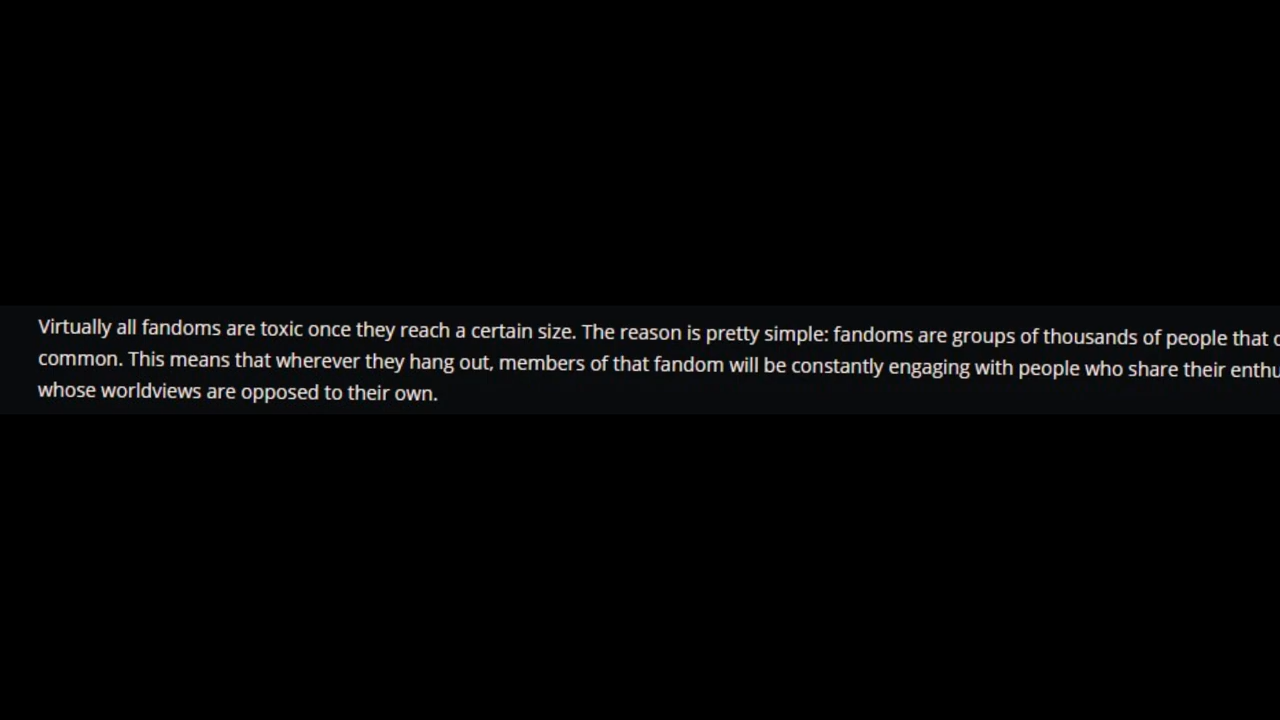 Virtually all fandoms are toxic once they reach a certain size. The reason is pretty simple: fandoms are groups of thousands of people that
common. This means that wherever they hang out, members of that fandom will be constantly engaging with people who share their
whose worldviews are opposed to their own.